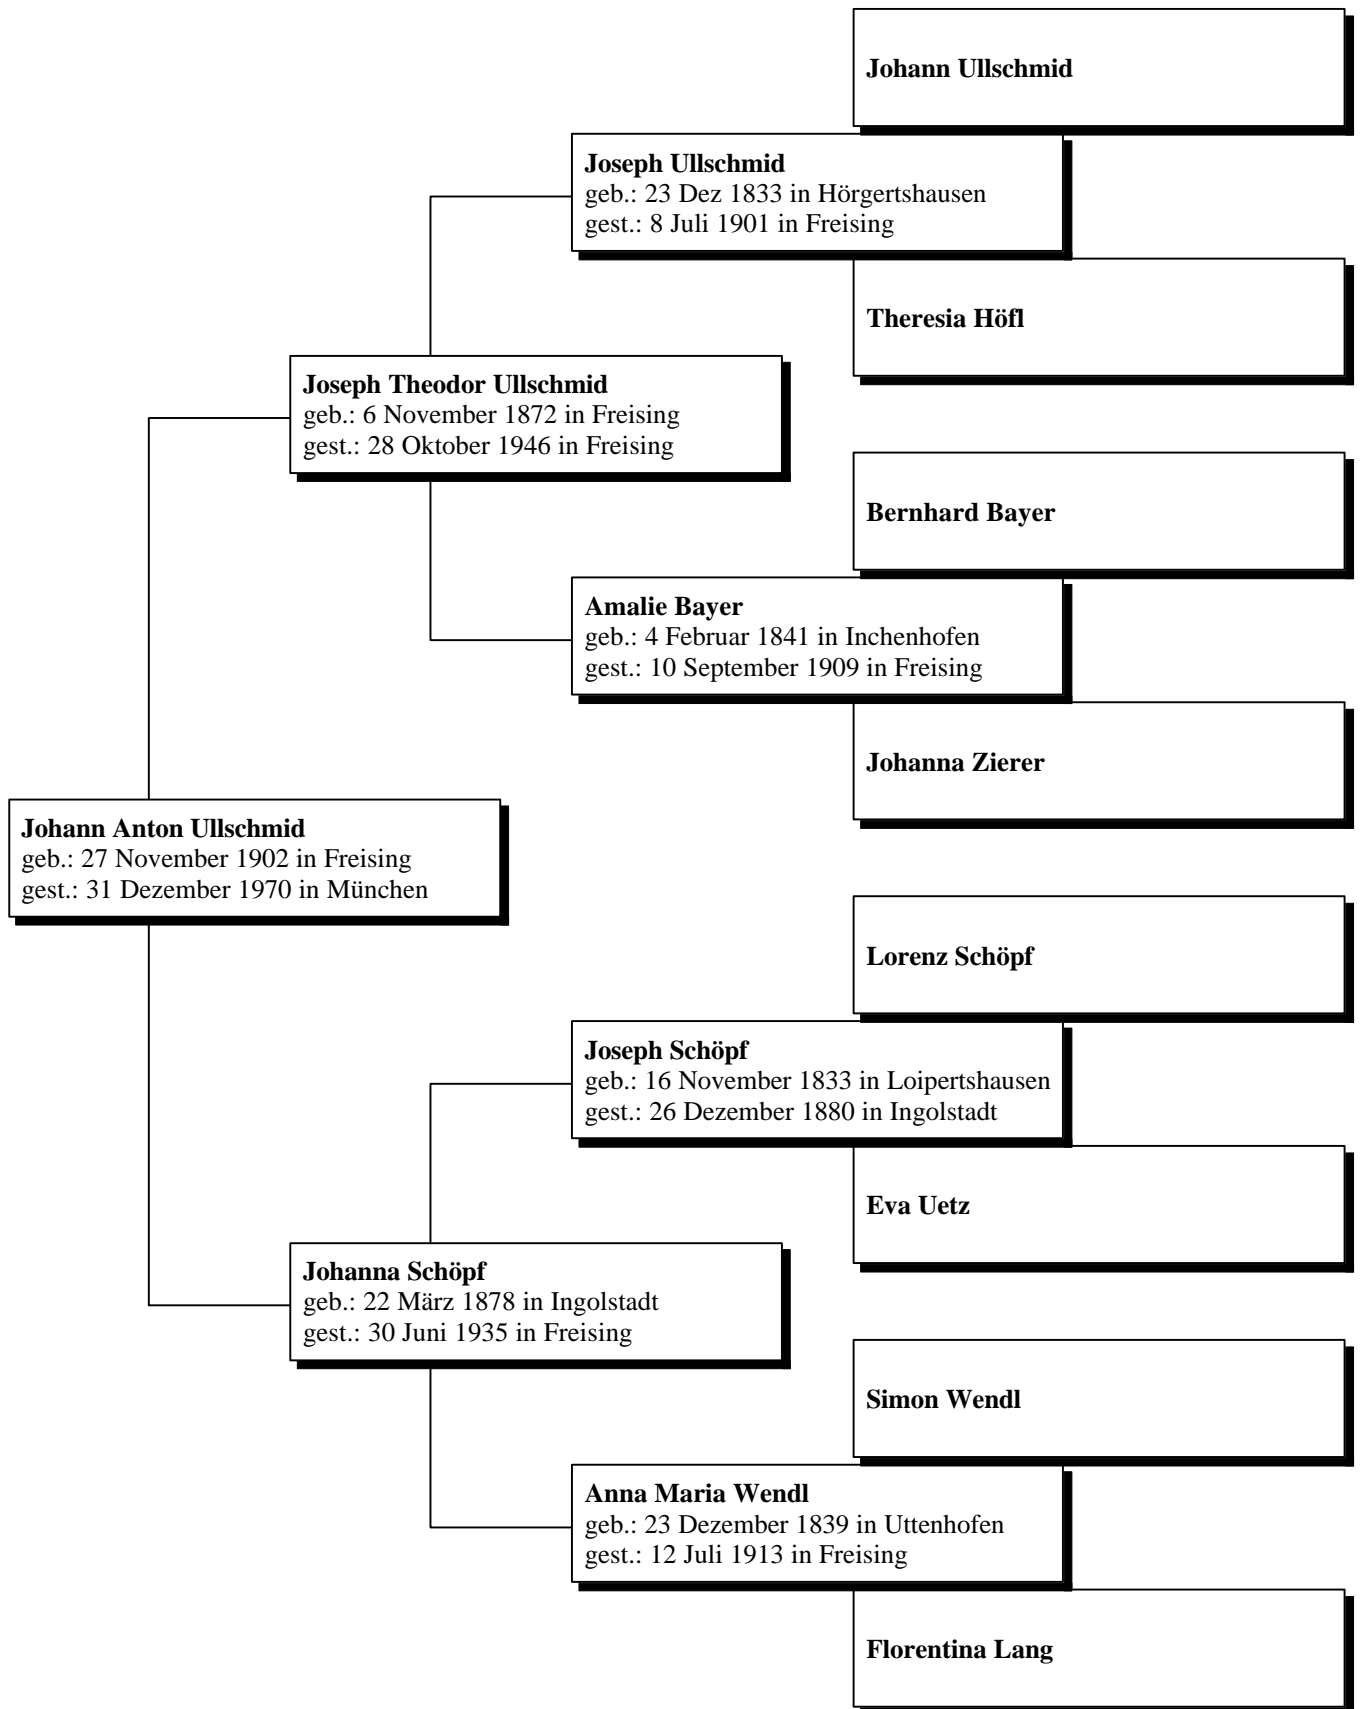 Johann Ullschmid
Joseph Ullschmid
geb.: 23 Dez 1833 in Hörgertshausen
gest.: 8 Juli 1901 in Freising
Theresia Höfl
Joseph Theodor Ullschmid
geb.: 6 November 1872 in Freising
gest.: 28 Oktober 1946 in Freising
Bernhard Bayer
Amalie Bayer
geb.: 4 Februar 1841 in Inchenhofen
gest.: 10 September 1909 in Freising
Johanna Zierer
Johann Anton Ullschmid
geb.: 27 November 1902 in Freising
gest.: 31 Dezember 1970 in München
Lorenz Schöpf
Joseph Schöpf
geb.: 16 November 1833 in Loipertshausen
gest.: 26 Dezember 1880 in Ingolstadt
Eva Uetz
Johanna Schöpf
geb.: 22 März 1878 in Ingolstadt
gest.: 30 Juni 1935 in Freising
Simon Wendl
Anna Maria Wendl
geb.: 23 Dezember 1839 in Uttenhofen
gest.: 12 Juli 1913 in Freising
Florentina Lang